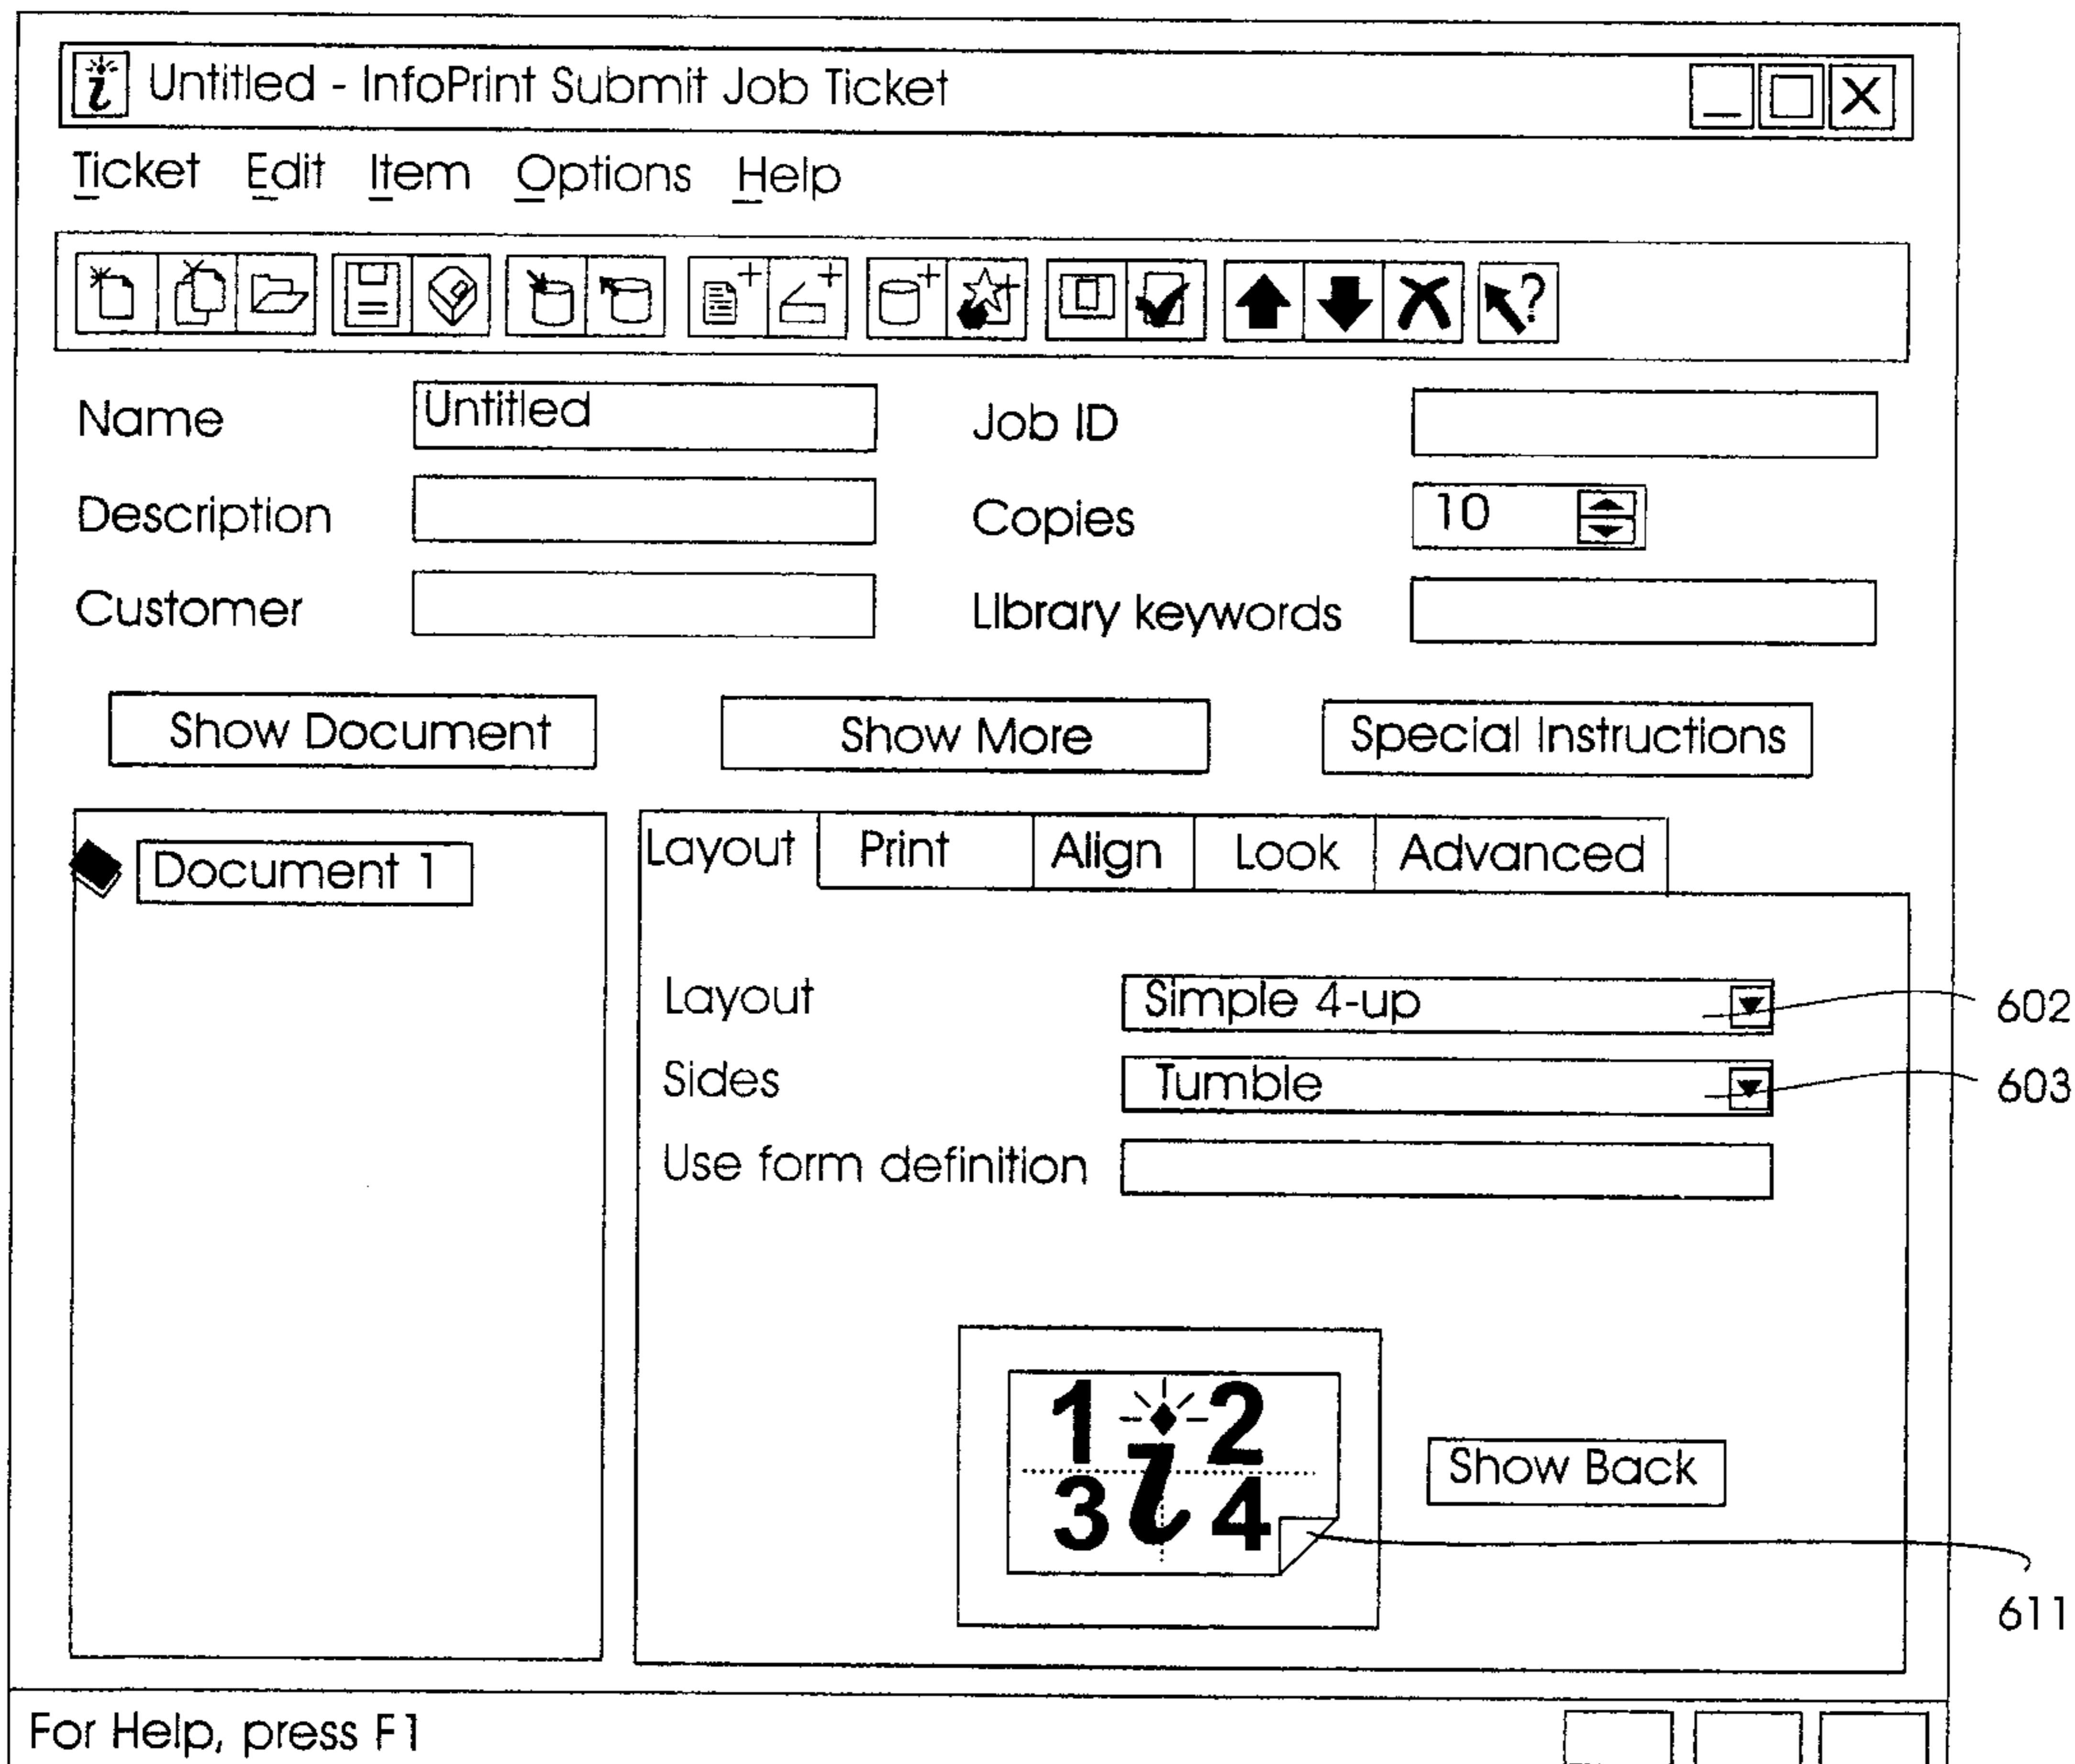 Untitled - InfoPrint Submit Job Ticket
Ticket Edit Item Options Help
Name Untitled Job ID
Description Copies 10
Customer Library keywords
Show Document Show More Special Instructions
Document 1
Layout Print Align Look Advanced
Layout Simple 4-up 602
Sides Tumble 603
Use form definition
1 i 2
3 4
Show Back
611
For Help, press F1